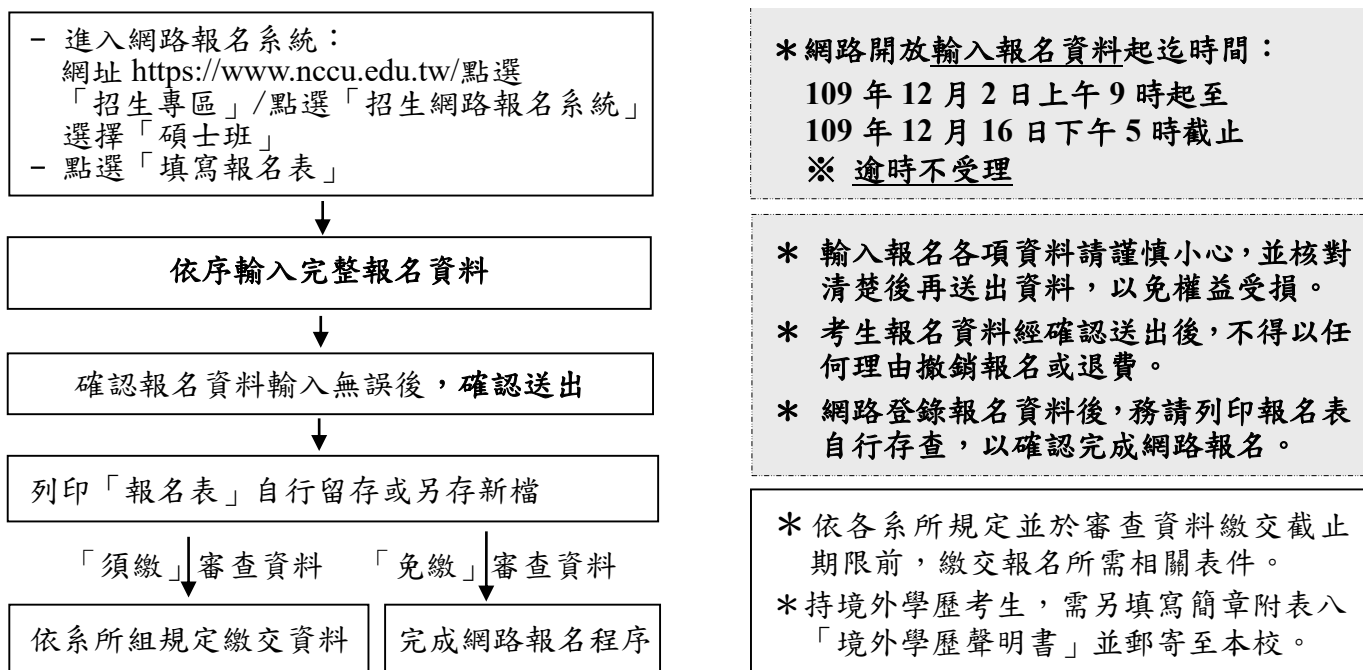 – 進入網路報名系統：
網址 https://www.nccu.edu.tw/點選
「招生專區」/點選「招生網路報名系統」
選擇「碩士班」
– 點選「填寫報名表」
依序輸入完整報名資料
確認報名資料輸入無誤後，確認送出
列印「報名表」自行留存或另存新檔
「須繳」審查資料
「免繳」審查資料
依系所組規定繳交資料
完成網路報名程序
＊網路開放輸入報名資料起迄時間：
109 年 12 月 2 日上午 9 時起至
109 年 12 月 16 日下午 5 時截止
※ 逾時不受理
＊ 輸入報名各項資料請謹慎小心，並核對
清楚後再送出資料，以免權益受損。
＊ 考生報名資料經確認送出後，不得以任
何理由撤銷報名或退費。
＊ 網路登錄報名資料後，務請列印報名表
自行存查，以確認完成網路報名。
＊依各系所規定並於審查資料繳交截止
期限前，繳交報名所需相關表件。
＊持境外學歷考生，需另填寫簡章附表八
「境外學歷聲明書」並郵寄至本校。